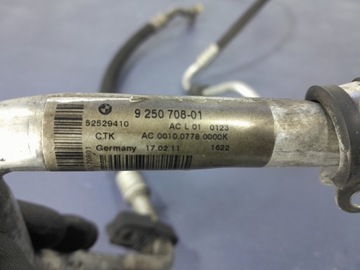 9 250 708-01
52529410 AC L 01 0123
CTK AC 0010.0778.0000K
Germany 17.02.11 1622